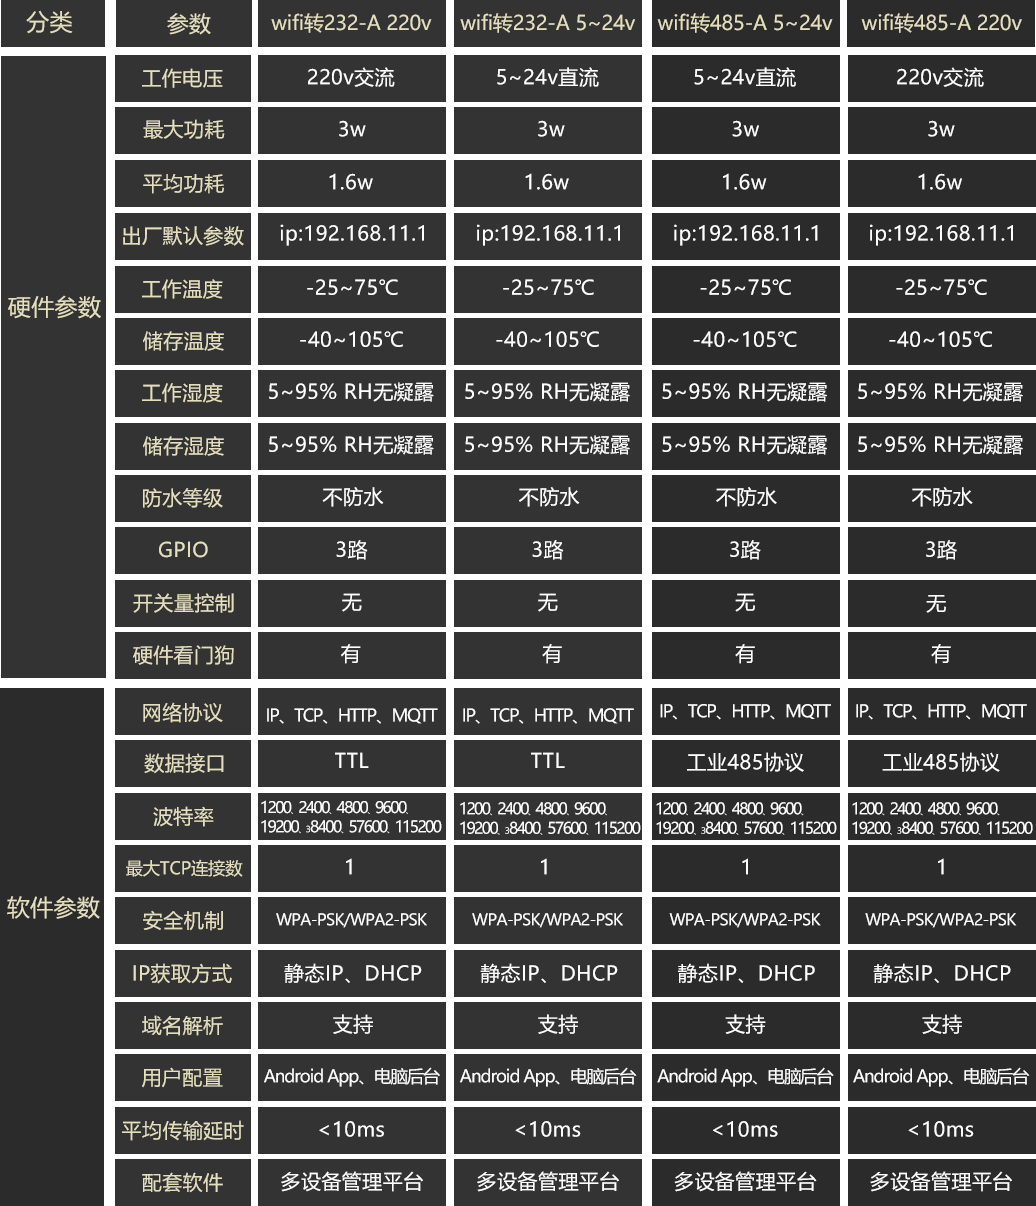 分类 参数 wifi转232-A 220v wifi转232-A 5~24v wifi转485-A 5~24v wifi转485-A 220v
工作电压 220v交流 5~24v直流 5~24v直流 220v交流
最大功耗 3w 3w 3w 3w
平均功耗 1.6w 1.6w 1.6w 1.6w
出厂默认参数 ip:192.168.11.1 ip:192.168.11.1 ip:192.168.11.1 ip:192.168.11.1
工作温度 -25~75℃ -25~75℃ -25~75℃ -25~75℃
硬件参数
储存温度 -40~105℃ -40~105℃ -40~105℃ -40~105℃
工作湿度 5~95% RH无凝露 5~95% RH无凝露 5~95% RH无凝露 5~95% RH无凝露
储存湿度 5~95% RH无凝露 5~95% RH无凝露 5~95% RH无凝露 5~95% RH无凝露
防水等级 不防水 不防水 不防水 不防水
GPIO 3路 3路 3路 3路
开关量控制 无 无 无 无
硬件看门狗 有 有 有 有
网络协议 IP、TCP、HTTP、MQTT IP、TCP、HTTP、MQTT IP、TCP、HTTP、MQTT IP、TCP、HTTP、MQTT
数据接口 TTL TTL 工业485协议 工业485协议
波特率 1200、2400、4800、9600、 1200、2400、4800、9600、 1200、2400、4800、9600、 1200、2400、4800、9600、
19200、38400、57600、115200 19200、38400、57600、115200 19200、38400、57600、115200 19200、38400、57600、115200
最大TCP连接数 1 1 1 1
软件参数
安全机制 WPA-PSK/WPA2-PSK WPA-PSK/WPA2-PSK WPA-PSK/WPA2-PSK WPA-PSK/WPA2-PSK
IP获取方式 静态IP、DHCP 静态IP、DHCP 静态IP、DHCP 静态IP、DHCP
域名解析 支持 支持 支持 支持
用户配置 Android App、电脑后台 Android App、电脑后台 Android App、电脑后台 Android App、电脑后台
平均传输延时 <10ms <10ms <10ms <10ms
配套软件 多设备管理平台 多设备管理平台 多设备管理平台 多设备管理平台